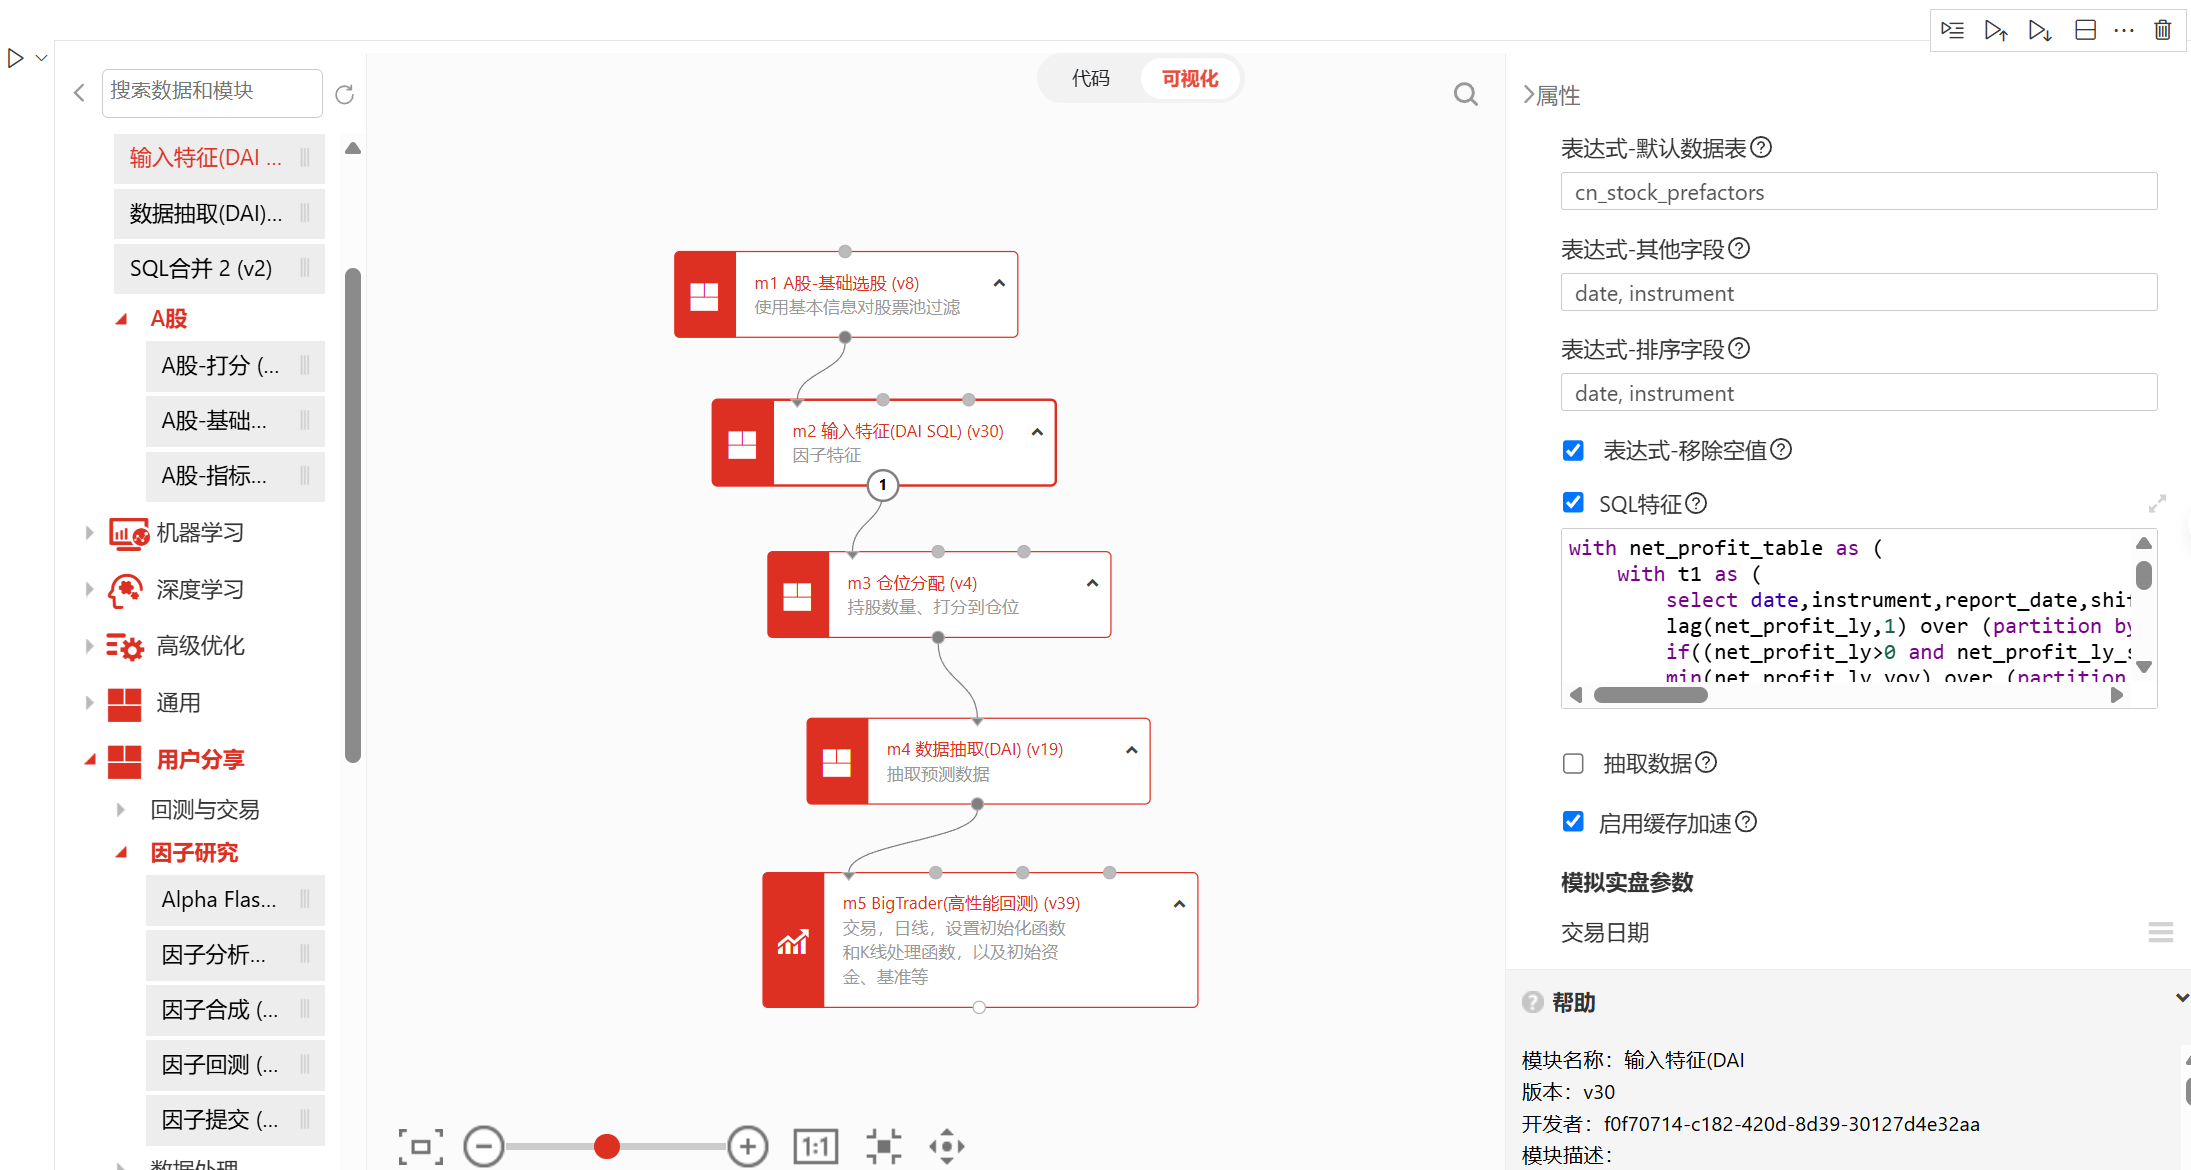 搜索数据和模块
输入特征(DAI ...
数据抽取(DAI)...
SQL合并 2 (v2)
A股
A股-打分 (...
A股-基础...
A股-指标...
机器学习
深度学习
高级优化
通用
用户分享
回测与交易
因子研究
Alpha Flas...
因子分析...
因子合成 (...
因子回测 (...
因子提交 (...
数据处理
代码
可视化
m1 A股-基础选股 (v8)
使用基本信息对股票池过滤
m2 输入特征(DAI SQL) (v30)
因子特征
1
m3 仓位分配 (v4)
持股数量、打分到仓位
m4 数据抽取(DAI) (v19)
抽取预测数据
m5 BigTrader(高性能回测) (v39)
交易，日线，设置初始化函数
和K线处理函数，以及初始资
金、基准等
1:1
属性
表达式-默认数据表
cn_stock_prefactors
表达式-其他字段
date, instrument
表达式-排序字段
date, instrument
表达式-移除空值
SQL特征
with net_profit_table as (
with t1 as (
select date,instrument,report_date,shif
lag(net_profit_ly,1) over (partition by
if((net_profit_ly>0 and net_profit_ly_s
min(net_profit_ly_yoy) over (partition
抽取数据
启用缓存加速
模拟实盘参数
交易日期
帮助
模块名称：输入特征(DAI
版本：v30
开发者：f0f70714-c182-420d-8d39-30127d4e32aa
模块描述：